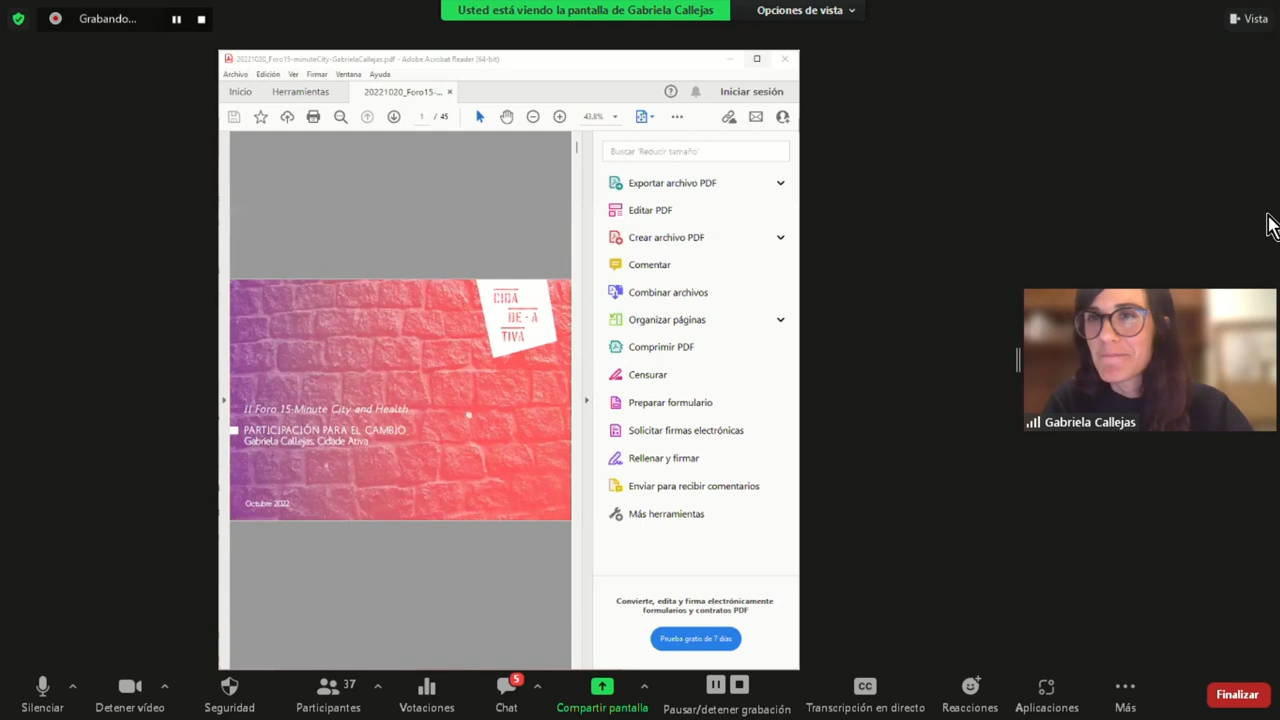 Grabando...
Usted está viendo la pantalla de Gabriela Callejas
Opciones de vista
Vista
20221020_Foro15-minuteCity-GabrielaCallejas.pdf - Adobe Acrobat Reader (64-bit)
Archivo Edición Ver Firmar Ventana Ayuda
Inicio Herramientas 20221020_Foro15-... × Iniciar sesión
1 / 45 43,8%
Buscar 'Reducir tamaño'
Exportar archivo PDF
Editar PDF
Crear archivo PDF
Comentar
Combinar archivos
Organizar páginas
Comprimir PDF
Censurar
Preparar formulario
Solicitar firmas electrónicas
Rellenar y firmar
Enviar para recibir comentarios
Más herramientas
Convierte, edita y firma electrónicamente
formularios y contratos PDF
Prueba gratis de 7 días
CIDA
DE-A
TIVA
II Foro 15-Minute City and Health
PARTICIPACIÓN PARA EL CAMBIO
Gabriela Callejas, Cidade Ativa
Octubre 2022
Gabriela Callejas
37
5
CC
Silenciar Detener vídeo Seguridad Participantes Votaciones Chat Compartir pantalla Pausar/detener grabación Transcripción en directo Reacciones Aplicaciones Más
Finalizar